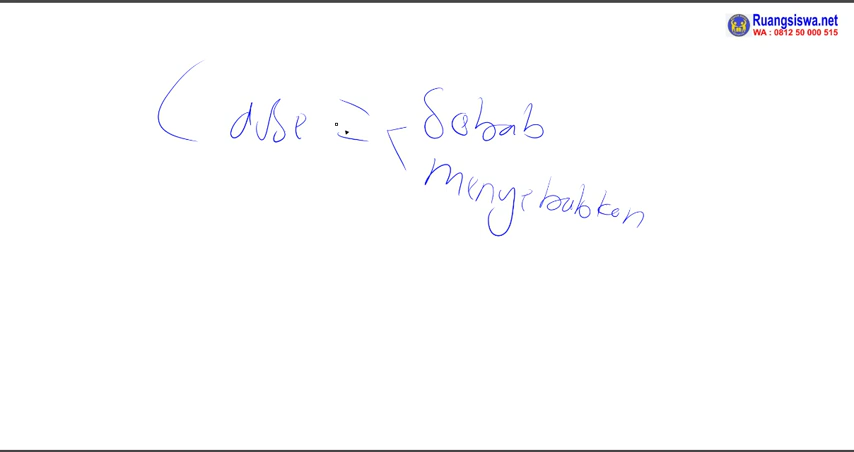 Ruangsiswa.net
WA : 0812 50 000 515
Cause = < Sebab
menyebabkan